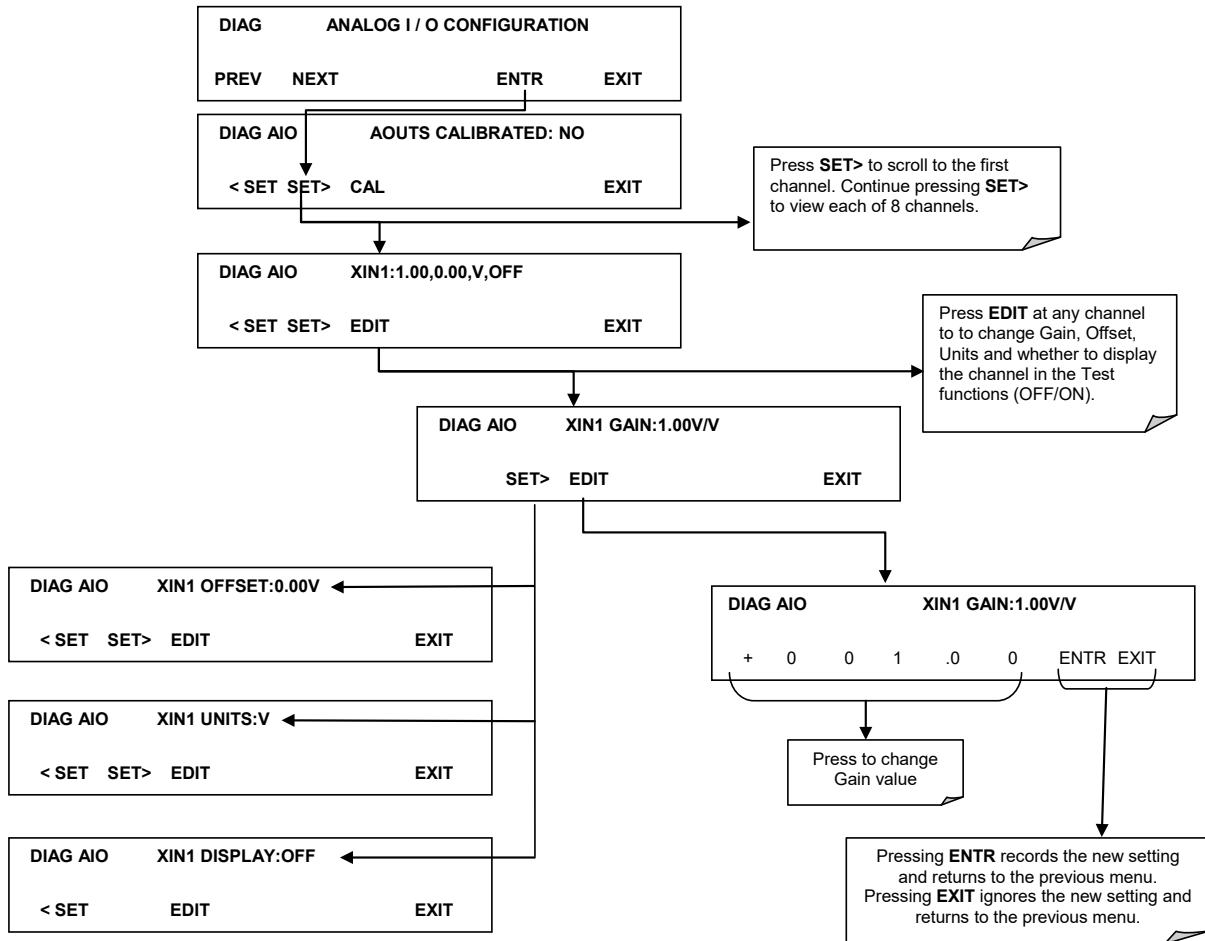 DIAG ANALOG I / O CONFIGURATION
PREV NEXT ENTR EXIT
DIAG AIO AOUTS CALIBRATED: NO
< SET SET> CAL EXIT
Press SET> to scroll to the first
channel. Continue pressing SET>
to view each of 8 channels.
DIAG AIO XIN1:1.00,0.00,V,OFF
< SET SET> EDIT EXIT
Press EDIT at any channel
to to change Gain, Offset,
Units and whether to display
the channel in the Test
functions (OFF/ON).
DIAG AIO XIN1 GAIN:1.00V/V
SET> EDIT EXIT
DIAG AIO XIN1 OFFSET:0.00V
< SET SET> EDIT EXIT
DIAG AIO XIN1 GAIN:1.00V/V
+ 0 0 1 .0 0 ENTR EXIT
DIAG AIO XIN1 UNITS:V
< SET SET> EDIT EXIT
Press to change
Gain value
DIAG AIO XIN1 DISPLAY:OFF
< SET EDIT EXIT
Pressing ENTR records the new setting
and returns to the previous menu.
Pressing EXIT ignores the new setting and
returns to the previous menu.